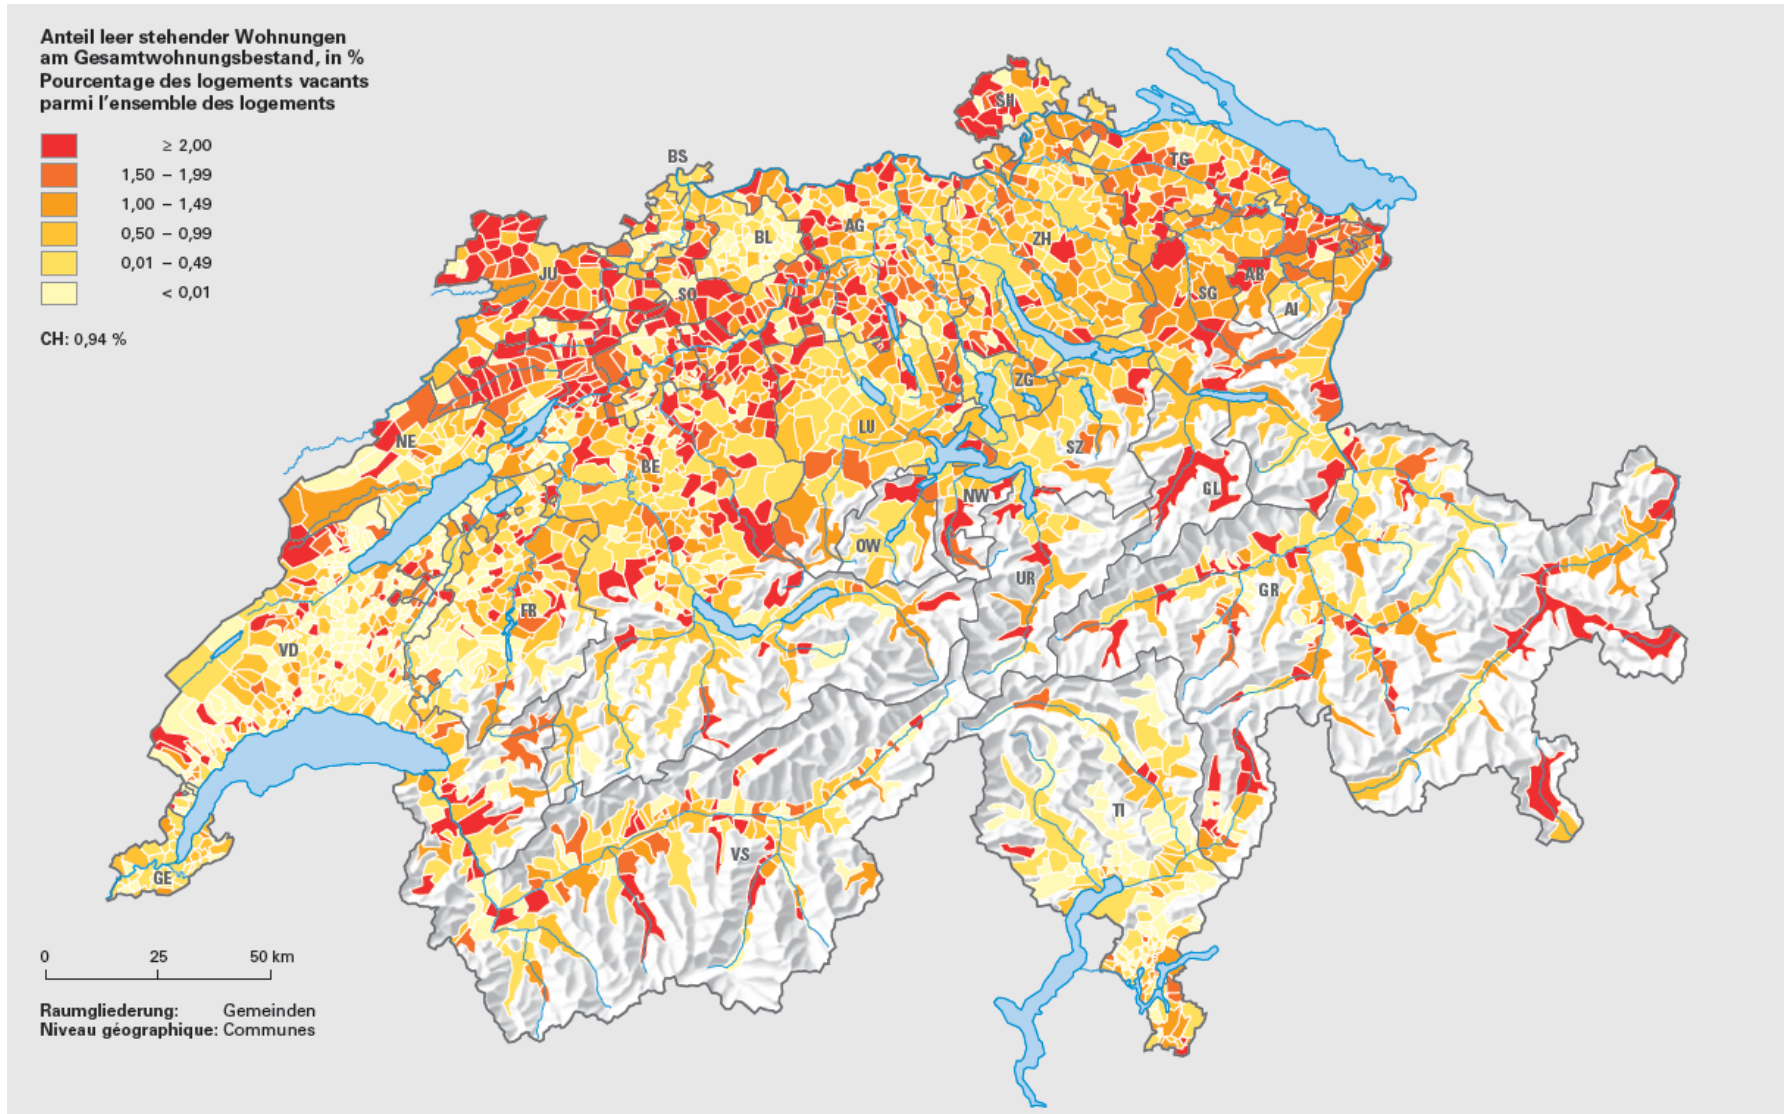 Anteil leer stehender Wohnungen
am Gesamtwohnungsbestand, in %
Pourcentage des logements vacants
parmi l'ensemble des logements
≥ 2,00
1,50 – 1,99
1,00 – 1,49
0,50 – 0,99
0,01 – 0,49
< 0,01
CH: 0,94 %
SH
BS
TG
BL
AG
ZH
JU
AR
SO
SG
AI
ZG
NE
LU
SZ
BE
GL
NW
OW
UR
GR
FR
VD
TI
VS
GE
0 25 50 km
Raumgliederung: Gemeinden
Niveau géographique: Communes